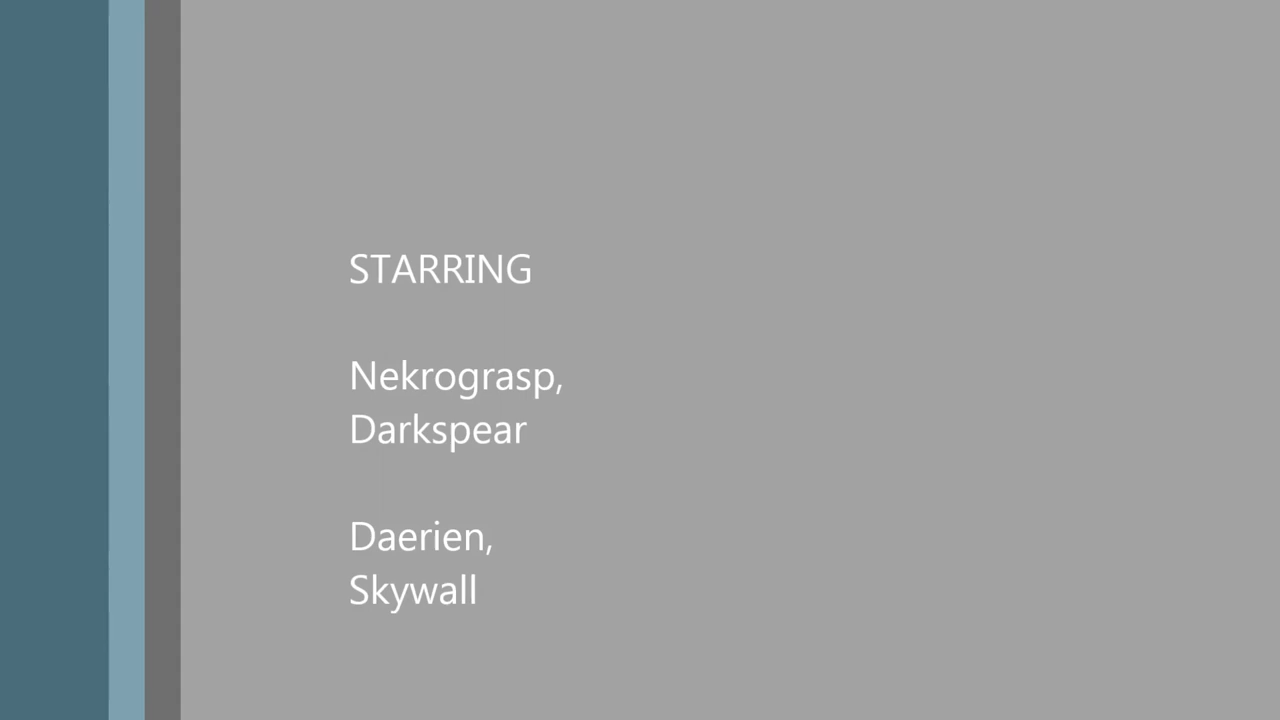 STARRING
Nekrograsp,
Darkspear
Daerien,
Skywall